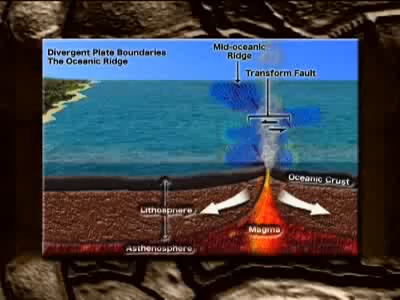 Divergent Plate Boundaries
The Oceanic Ridge
Mid-oceanic
Ridge
Transform Fault
Oceanic Crust
Lithosphere
Magma
Asthenosphere